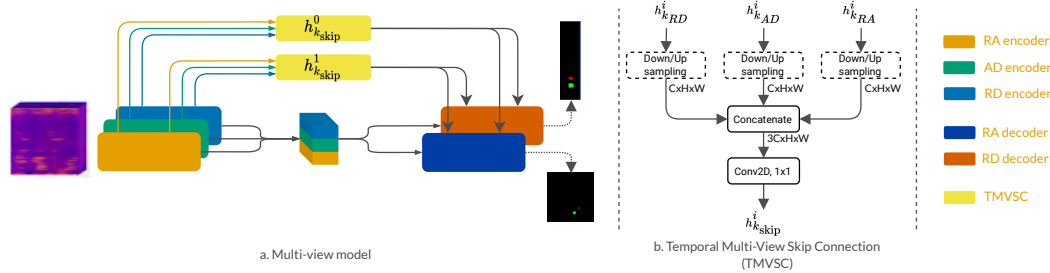 h^0_{k_skip}
h^1_{k_skip}
a. Multi-view model
h^i_{k_RD} h^i_{k_AD} h^i_{k_RA}
Down/Up sampling Down/Up sampling Down/Up sampling
CxHxW CxHxW CxHxW
Concatenate
3CxHxW
Conv2D, 1x1
h^i_{k_skip}
b. Temporal Multi-View Skip Connection
(TMVSC)
RA encoder
AD encoder
RD encoder
RA decoder
RD decoder
TMVSC